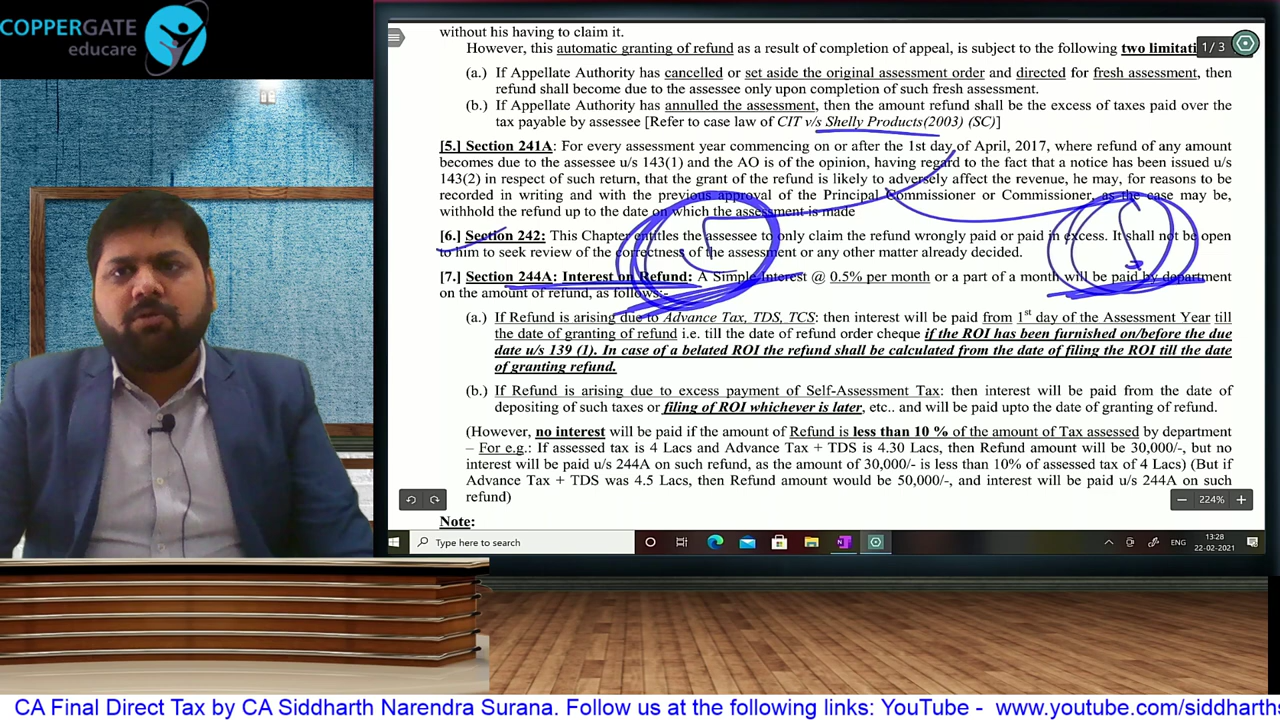 COPPERGATE
educare
without his having to claim it.
However, this automatic granting of refund as a result of completion of appeal, is subject to the following two limitati
1 / 3
(a.) If Appellate Authority has cancelled or set aside the original assessment order and directed for fresh assessment, then
refund shall become due to the assessee only upon completion of such fresh assessment.
(b.) If Appellate Authority has annulled the assessment, then the amount refund shall be the excess of taxes paid over the
tax payable by assessee [Refer to case law of CIT v/s Shelly Products(2003) (SC)]
[5.] Section 241A: For every assessment year commencing on or after the 1st day of April, 2017, where refund of any amount
becomes due to the assessee u/s 143(1) and the AO is of the opinion, having regard to the fact that a notice has been issued u/s
143(2) in respect of such return, that the grant of the refund is likely to adversely affect the revenue, he may, for reasons to be
recorded in writing and with the previous approval of the Principal Commissioner or Commissioner, as the case may be,
withhold the refund up to the date on which the assessment is made
[6.] Section 242: This Chapter entitles the assessee to only claim the refund wrongly paid or paid in excess. It shall not be open
to him to seek review of the correctness of the assessment or any other matter already decided.
[7.] Section 244A: Interest on Refund: A Simple Interest @ 0.5% per month or a part of a month will be paid by department
on the amount of refund, as follows:-
(a.) If Refund is arising due to Advance Tax, TDS, TCS: then interest will be paid from 1st day of the Assessment Year till
the date of granting of refund i.e. till the date of refund order cheque if the ROI has been furnished on/before the due
date u/s 139 (1). In case of a belated ROI the refund shall be calculated from the date of filing the ROI till the date
of granting refund.
(b.) If Refund is arising due to excess payment of Self-Assessment Tax: then interest will be paid from the date of
depositing of such taxes or filing of ROI whichever is later, etc.. and will be paid upto the date of granting of refund.
(However, no interest will be paid if the amount of Refund is less than 10 % of the amount of Tax assessed by department
– For e.g.: If assessed tax is 4 Lacs and Advance Tax + TDS is 4.30 Lacs, then Refund amount will be 30,000/-, but no
interest will be paid u/s 244A on such refund, as the amount of 30,000/- is less than 10% of assessed tax of 4 Lacs) (But if
Advance Tax + TDS was 4.5 Lacs, then Refund amount would be 50,000/-, and interest will be paid u/s 244A on such
refund)
224%
Note:
Type here to search
ENG
13:28
22-02-2021
CA Final Direct Tax by CA Siddharth Narendra Surana. Follow us at the following links: YouTube - www.youtube.com/siddharths